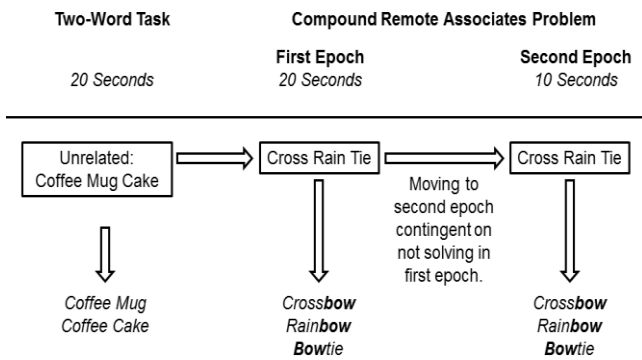 Two-Word Task
Compound Remote Associates Problem
First Epoch
Second Epoch
20 Seconds
20 Seconds
10 Seconds
Unrelated:
Coffee Mug Cake
Cross Rain Tie
Cross Rain Tie
Moving to
second epoch
contingent on
not solving in
first epoch.
Coffee Mug
Coffee Cake
Crossbow
Rainbow
Bowtie
Crossbow
Rainbow
Bowtie